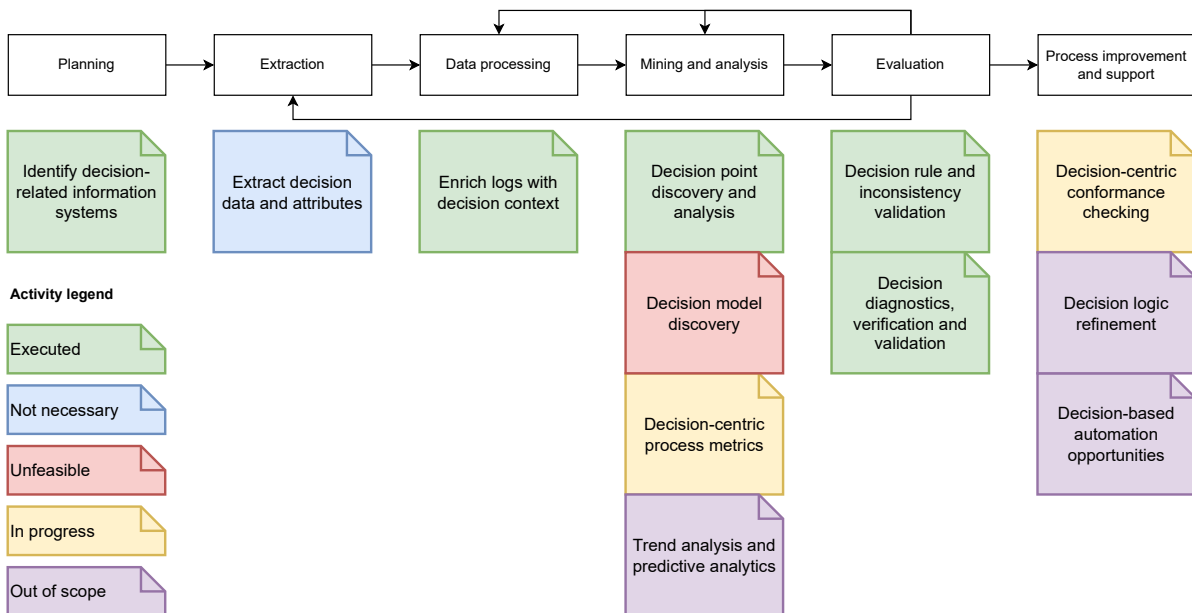 Planning
Extraction
Data processing
Mining and analysis
Evaluation
Process improvement
and support
Identify decision-
related information
systems
Extract decision
data and attributes
Enrich logs with
decision context
Decision point
discovery and
analysis
Decision rule and
inconsistency
validation
Decision-centric
conformance
checking
Activity legend
Decision model
discovery
Decision
diagnostics,
verification and
validation
Decision logic
refinement
Executed
Not necessary
Decision-centric
process metrics
Decision-based
automation
opportunities
Unfeasible
In progress
Trend analysis and
predictive analytics
Out of scope